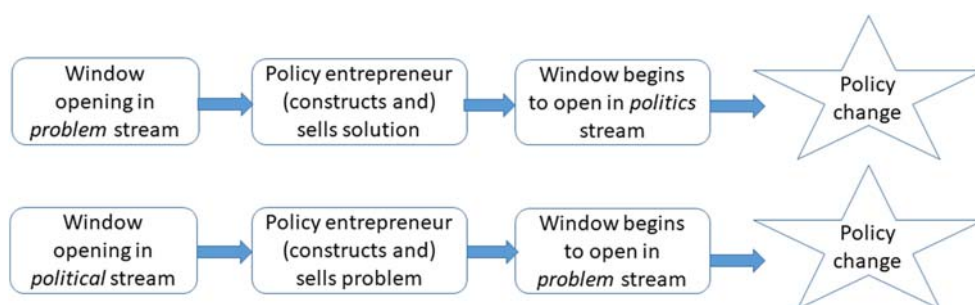 Window
opening in
problem stream
Policy entrepreneur
(constructs and)
sells solution
Window begins
to open in politics
stream
Policy
change
Window
opening in
political stream
Policy entrepreneur
(constructs and)
sells problem
Window begins
to open in
problem stream
Policy
change